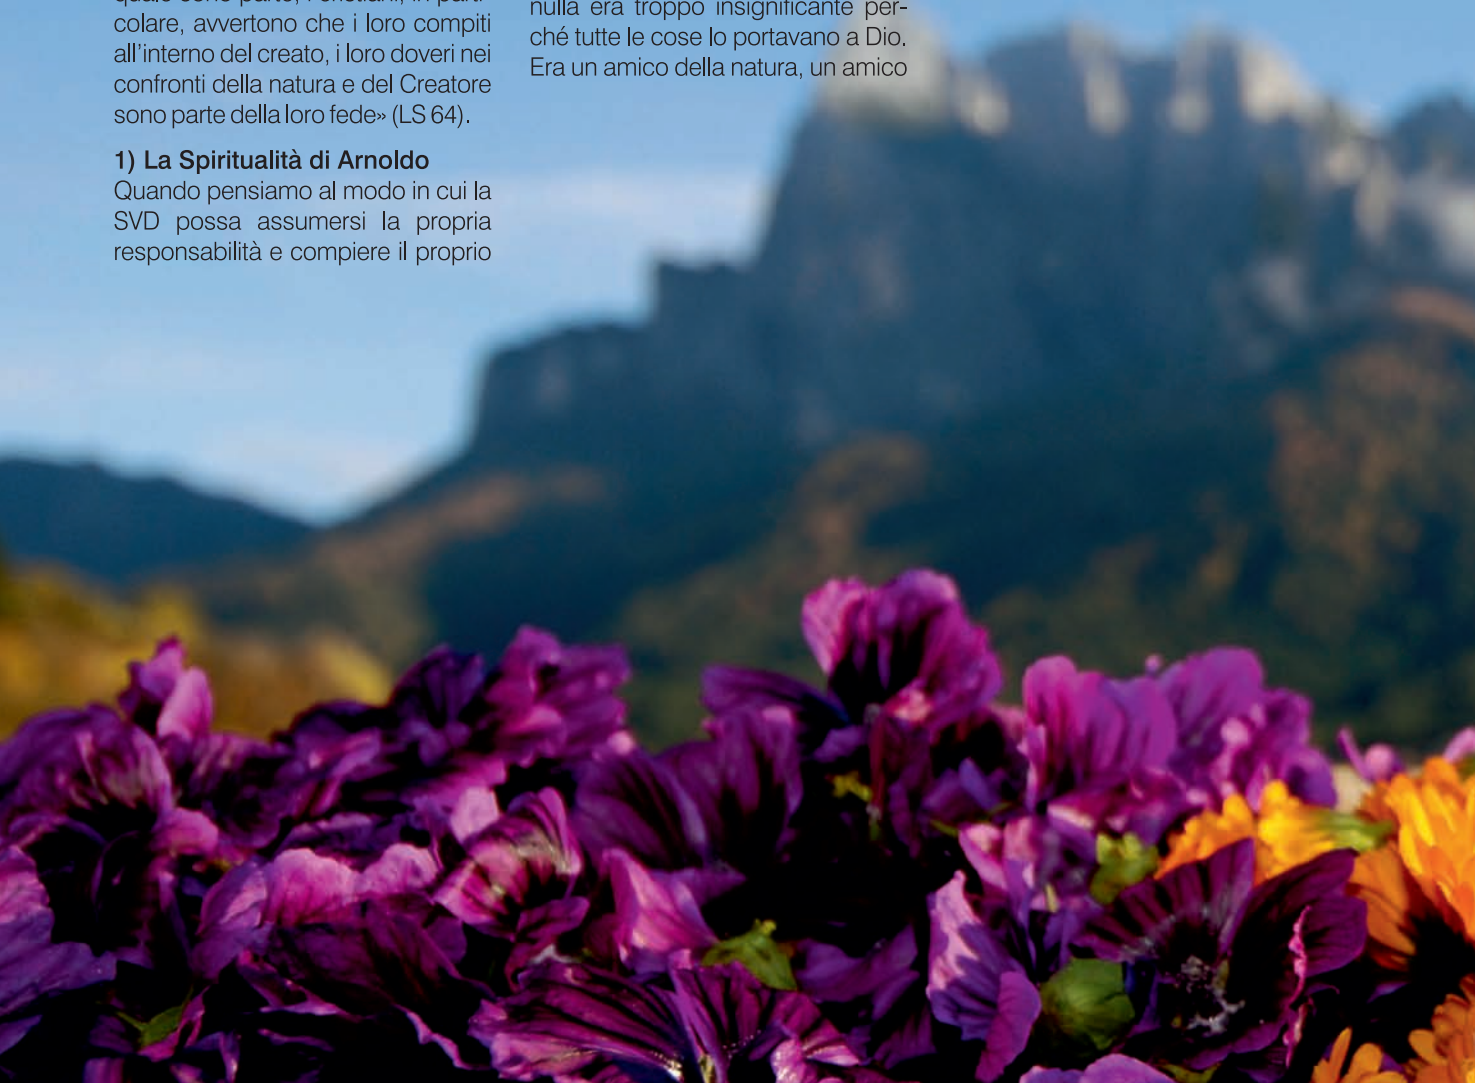 colare, avvertono che i loro compiti
all'interno del creato, i loro doveri nei
confronti della natura e del Creatore
sono parte della loro fede» (LS 64).
1) La Spiritualità di Arnoldo
Quando pensiamo al modo in cui la
SVD possa assumersi la propria
responsabilità e compiere il proprio
nulla era troppo insignificante per-
ché tutte le cose lo portavano a Dio.
Era un amico della natura, un amico